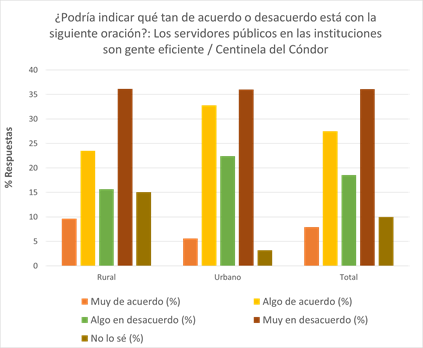 ¿Podría indicar qué tan de acuerdo o desacuerdo está con la
siguiente oración?: Los servidores públicos en las instituciones
son gente eficiente / Centinela del Cóndor
% Respuestas
40
35
30
25
20
15
10
5
0
Rural Urbano Total
Muy de acuerdo (%) Algo de acuerdo (%)
Algo en desacuerdo (%) Muy en desacuerdo (%)
No lo sé (%)